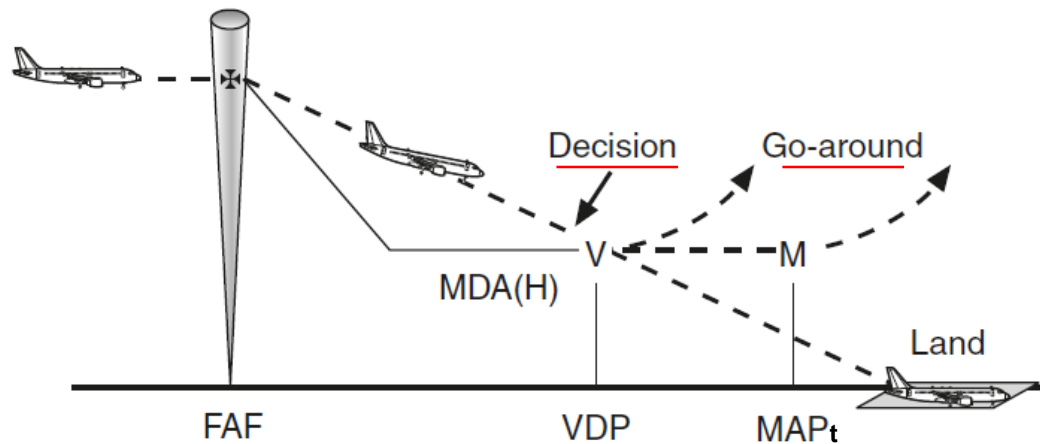 Decision
Go-around
V
M
MDA(H)
Land
FAF
VDP
MAPt